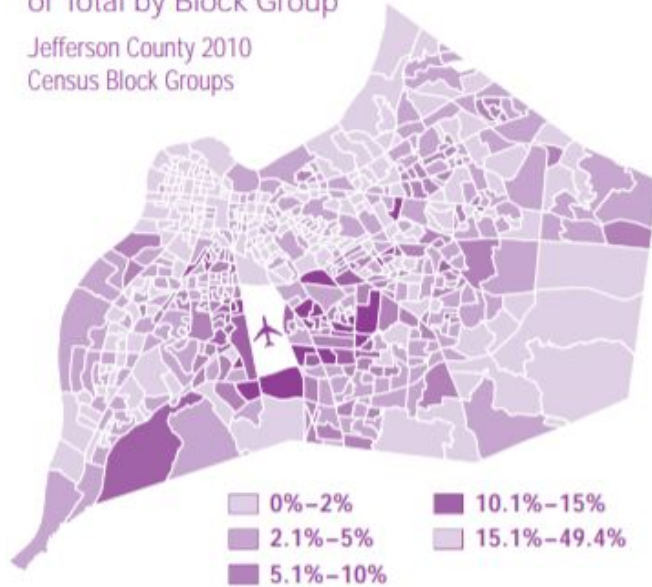 of Total by Block Group
Jefferson County 2010
Census Block Groups
0%–2%
2.1%–5%
5.1%–10%
10.1%–15%
15.1%–49.4%